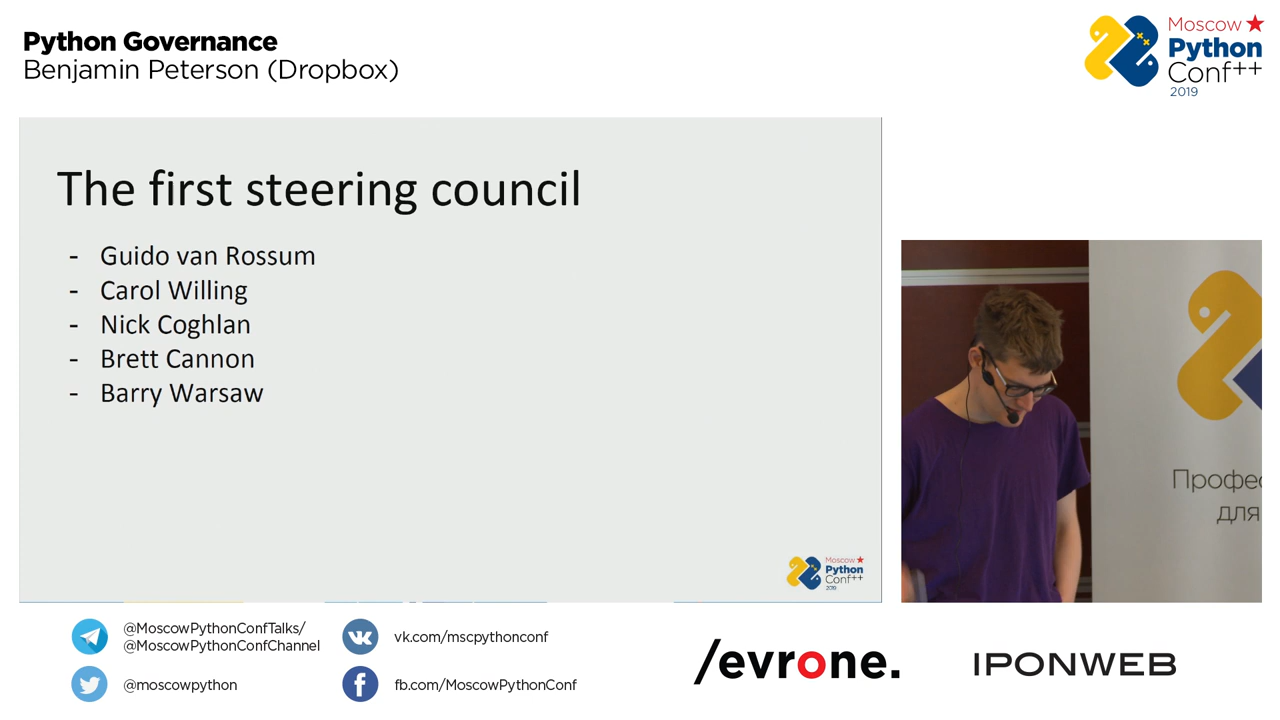 Python Governance
Benjamin Peterson (Dropbox)
Moscow
Python
Conf++
2019
The first steering council
- Guido van Rossum
- Carol Willing
- Nick Coghlan
- Brett Cannon
- Barry Warsaw
Moscow
Python
Conf++
2019
Профес
для
@MoscowPythonConfTalks/
@MoscowPythonConfChannel
vk.com/mscpythonconf
@moscowpython
fb.com/MoscowPythonConf
/evrone.
IPONWEB